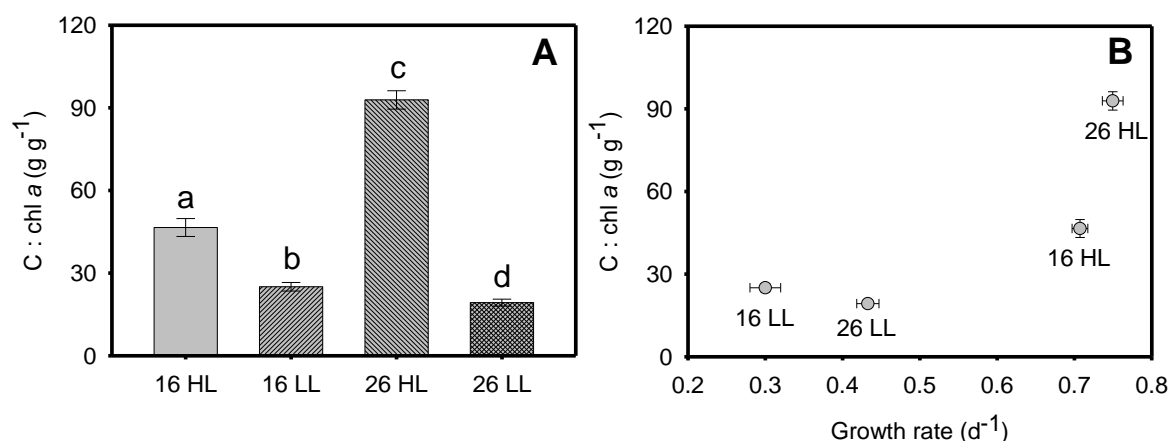 A
C : chl a (g g-1)
120
90
60
30
0
a
b
c
d
16 HL 16 LL 26 HL 26 LL
B
C : chl a (g g-1)
120
90
60
30
0
26 HL
16 HL
16 LL
26 LL
0.2 0.3 0.4 0.5 0.6 0.7 0.8
Growth rate (d-1)